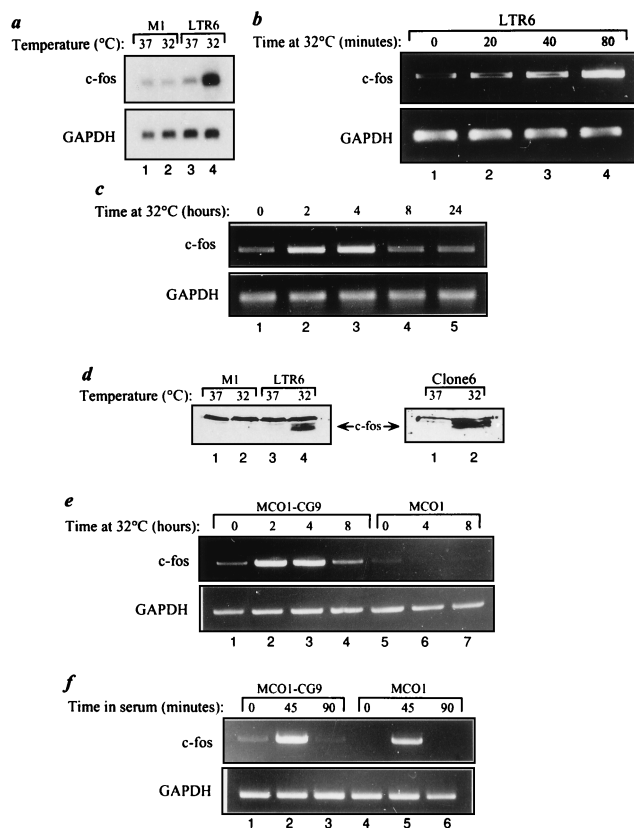 a
M1 LTR6
Temperature (°C): 37 32 37 32
c-fos
GAPDH
1 2 3 4
b
LTR6
Time at 32°C (minutes): 0 20 40 80
c-fos
GAPDH
1 2 3 4
c
Time at 32°C (hours): 0 2 4 8 24
c-fos
GAPDH
1 2 3 4 5
d
M1 LTR6
Temperature (°C): 37 32 37 32
c-fos
1 2 3 4
Clone6
37 32
1 2
e
MCO1-CG9 MCO1
Time at 32°C (hours): 0 2 4 8 0 4 8
c-fos
GAPDH
1 2 3 4 5 6 7
f
MCO1-CG9 MCO1
Time in serum (minutes): 0 45 90 0 45 90
c-fos
GAPDH
1 2 3 4 5 6